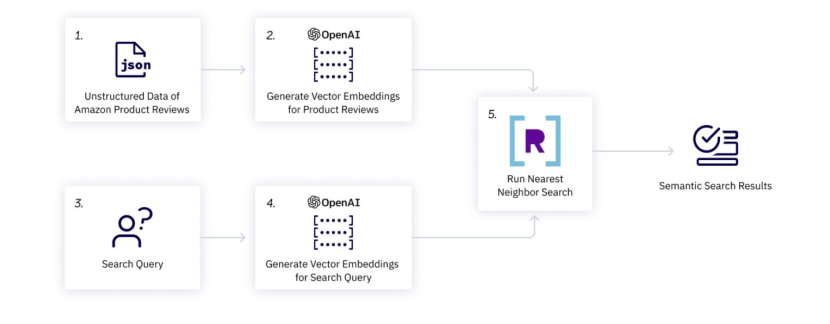 1.
json
Unstructured Data of
Amazon Product Reviews
2.
OpenAI
[·····]
[·····]
[·····]
Generate Vector Embeddings
for Product Reviews
3.
?
Search Query
4.
OpenAI
[·····]
[·····]
[·····]
Generate Vector Embeddings
for Search Query
5.
[R]
Run Nearest
Neighbor Search
Semantic Search Results